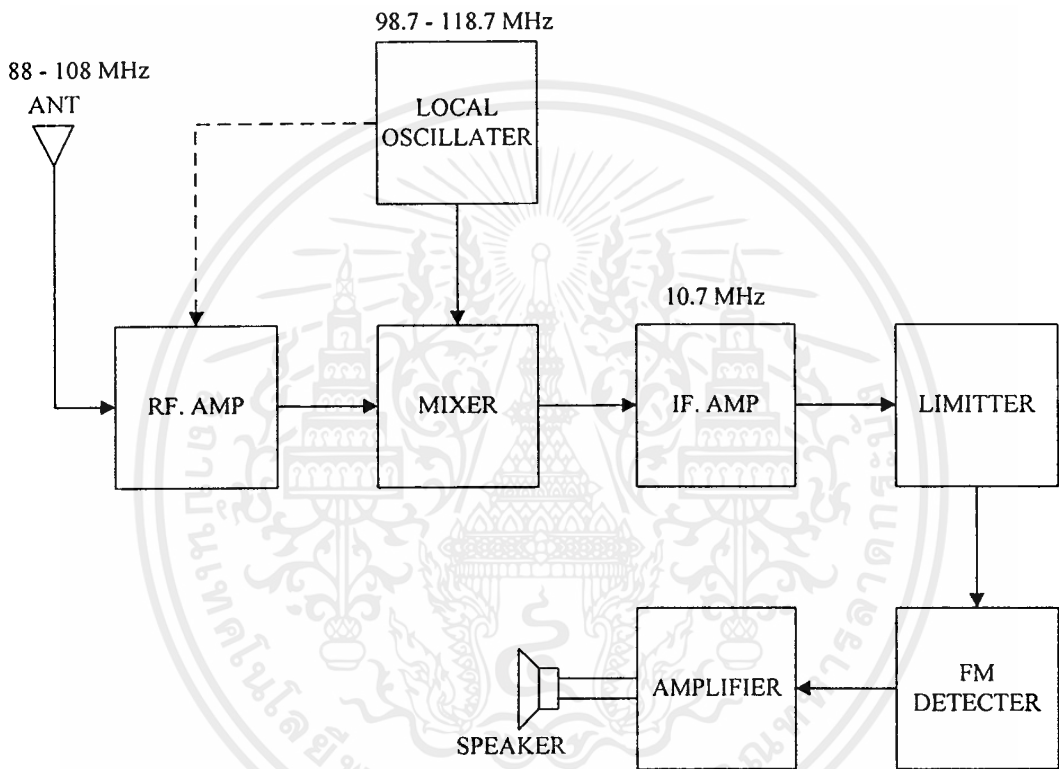 98.7 - 118.7 MHz
88 - 108 MHz
ANT
LOCAL
OSCILLATER
10.7 MHz
RF. AMP
MIXER
IF. AMP
LIMITTER
AMPLIFIER
FM
DETECTER
SPEAKER